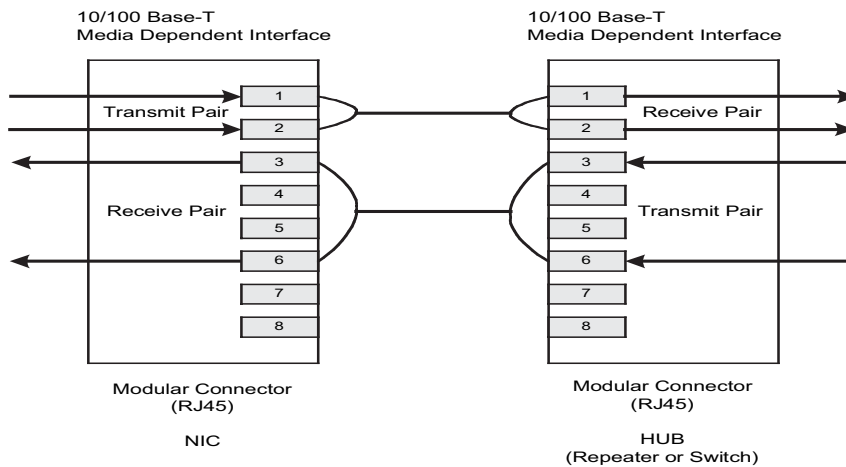 10/100 Base-T
Media Dependent Interface
1
Transmit Pair
2
3
4
Receive Pair
5
6
7
8
Modular Connector
(RJ45)
NIC
10/100 Base-T
Media Dependent Interface
1
Receive Pair
2
3
4
Transmit Pair
5
6
7
8
Modular Connector
(RJ45)
HUB
(Repeater or Switch)